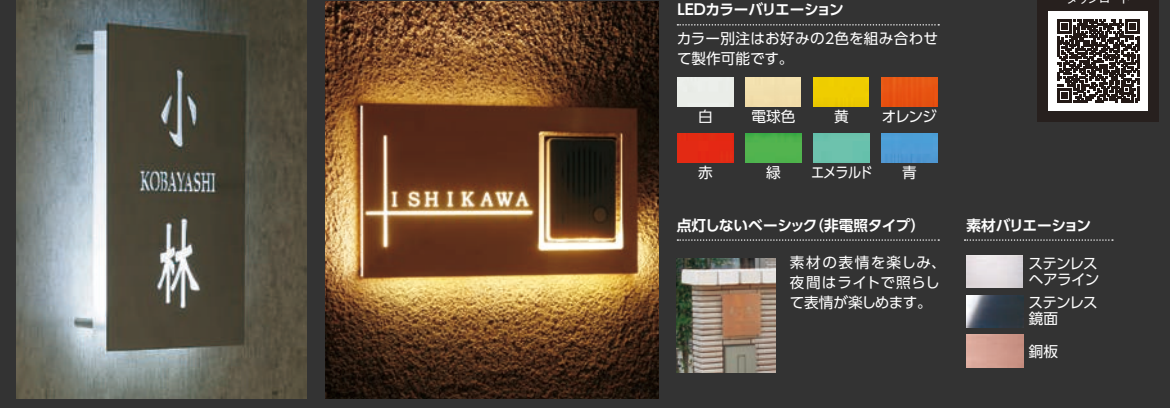 小
KOBAYASHI
林
ISHIKAWA
LEDカラーバリエーション
カラー別注はお好みの2色を組み合わせ
て製作可能です。
白 電球色 黄 オレンジ
赤 緑 エメラルド 青
点灯しないベーシック（非電照タイプ）
素材の表情を楽しみ、
夜間はライトで照らし
て表情が楽しめます。
素材バリエーション
ステンレス
ヘアライン
ステンレス
鏡面
銅板